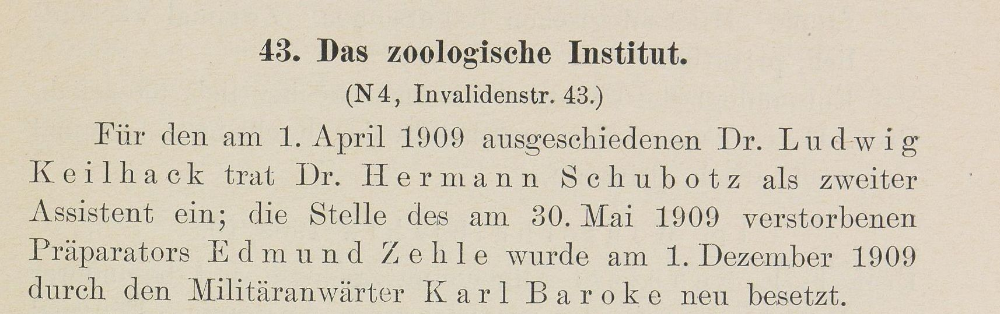 43. Das zoologische Institut.
(N 4, Invalidenstr. 43.)
Für den am 1. April 1909 ausgeschiedenen Dr. Ludwig
Keilhack trat Dr. Hermann Schubotz als zweiter
Assistent ein; die Stelle des am 30. Mai 1909 verstorbenen
Präparators Edmund Zehle wurde am 1. Dezember 1909
durch den Militäranwärter Karl Baroke neu besetzt.